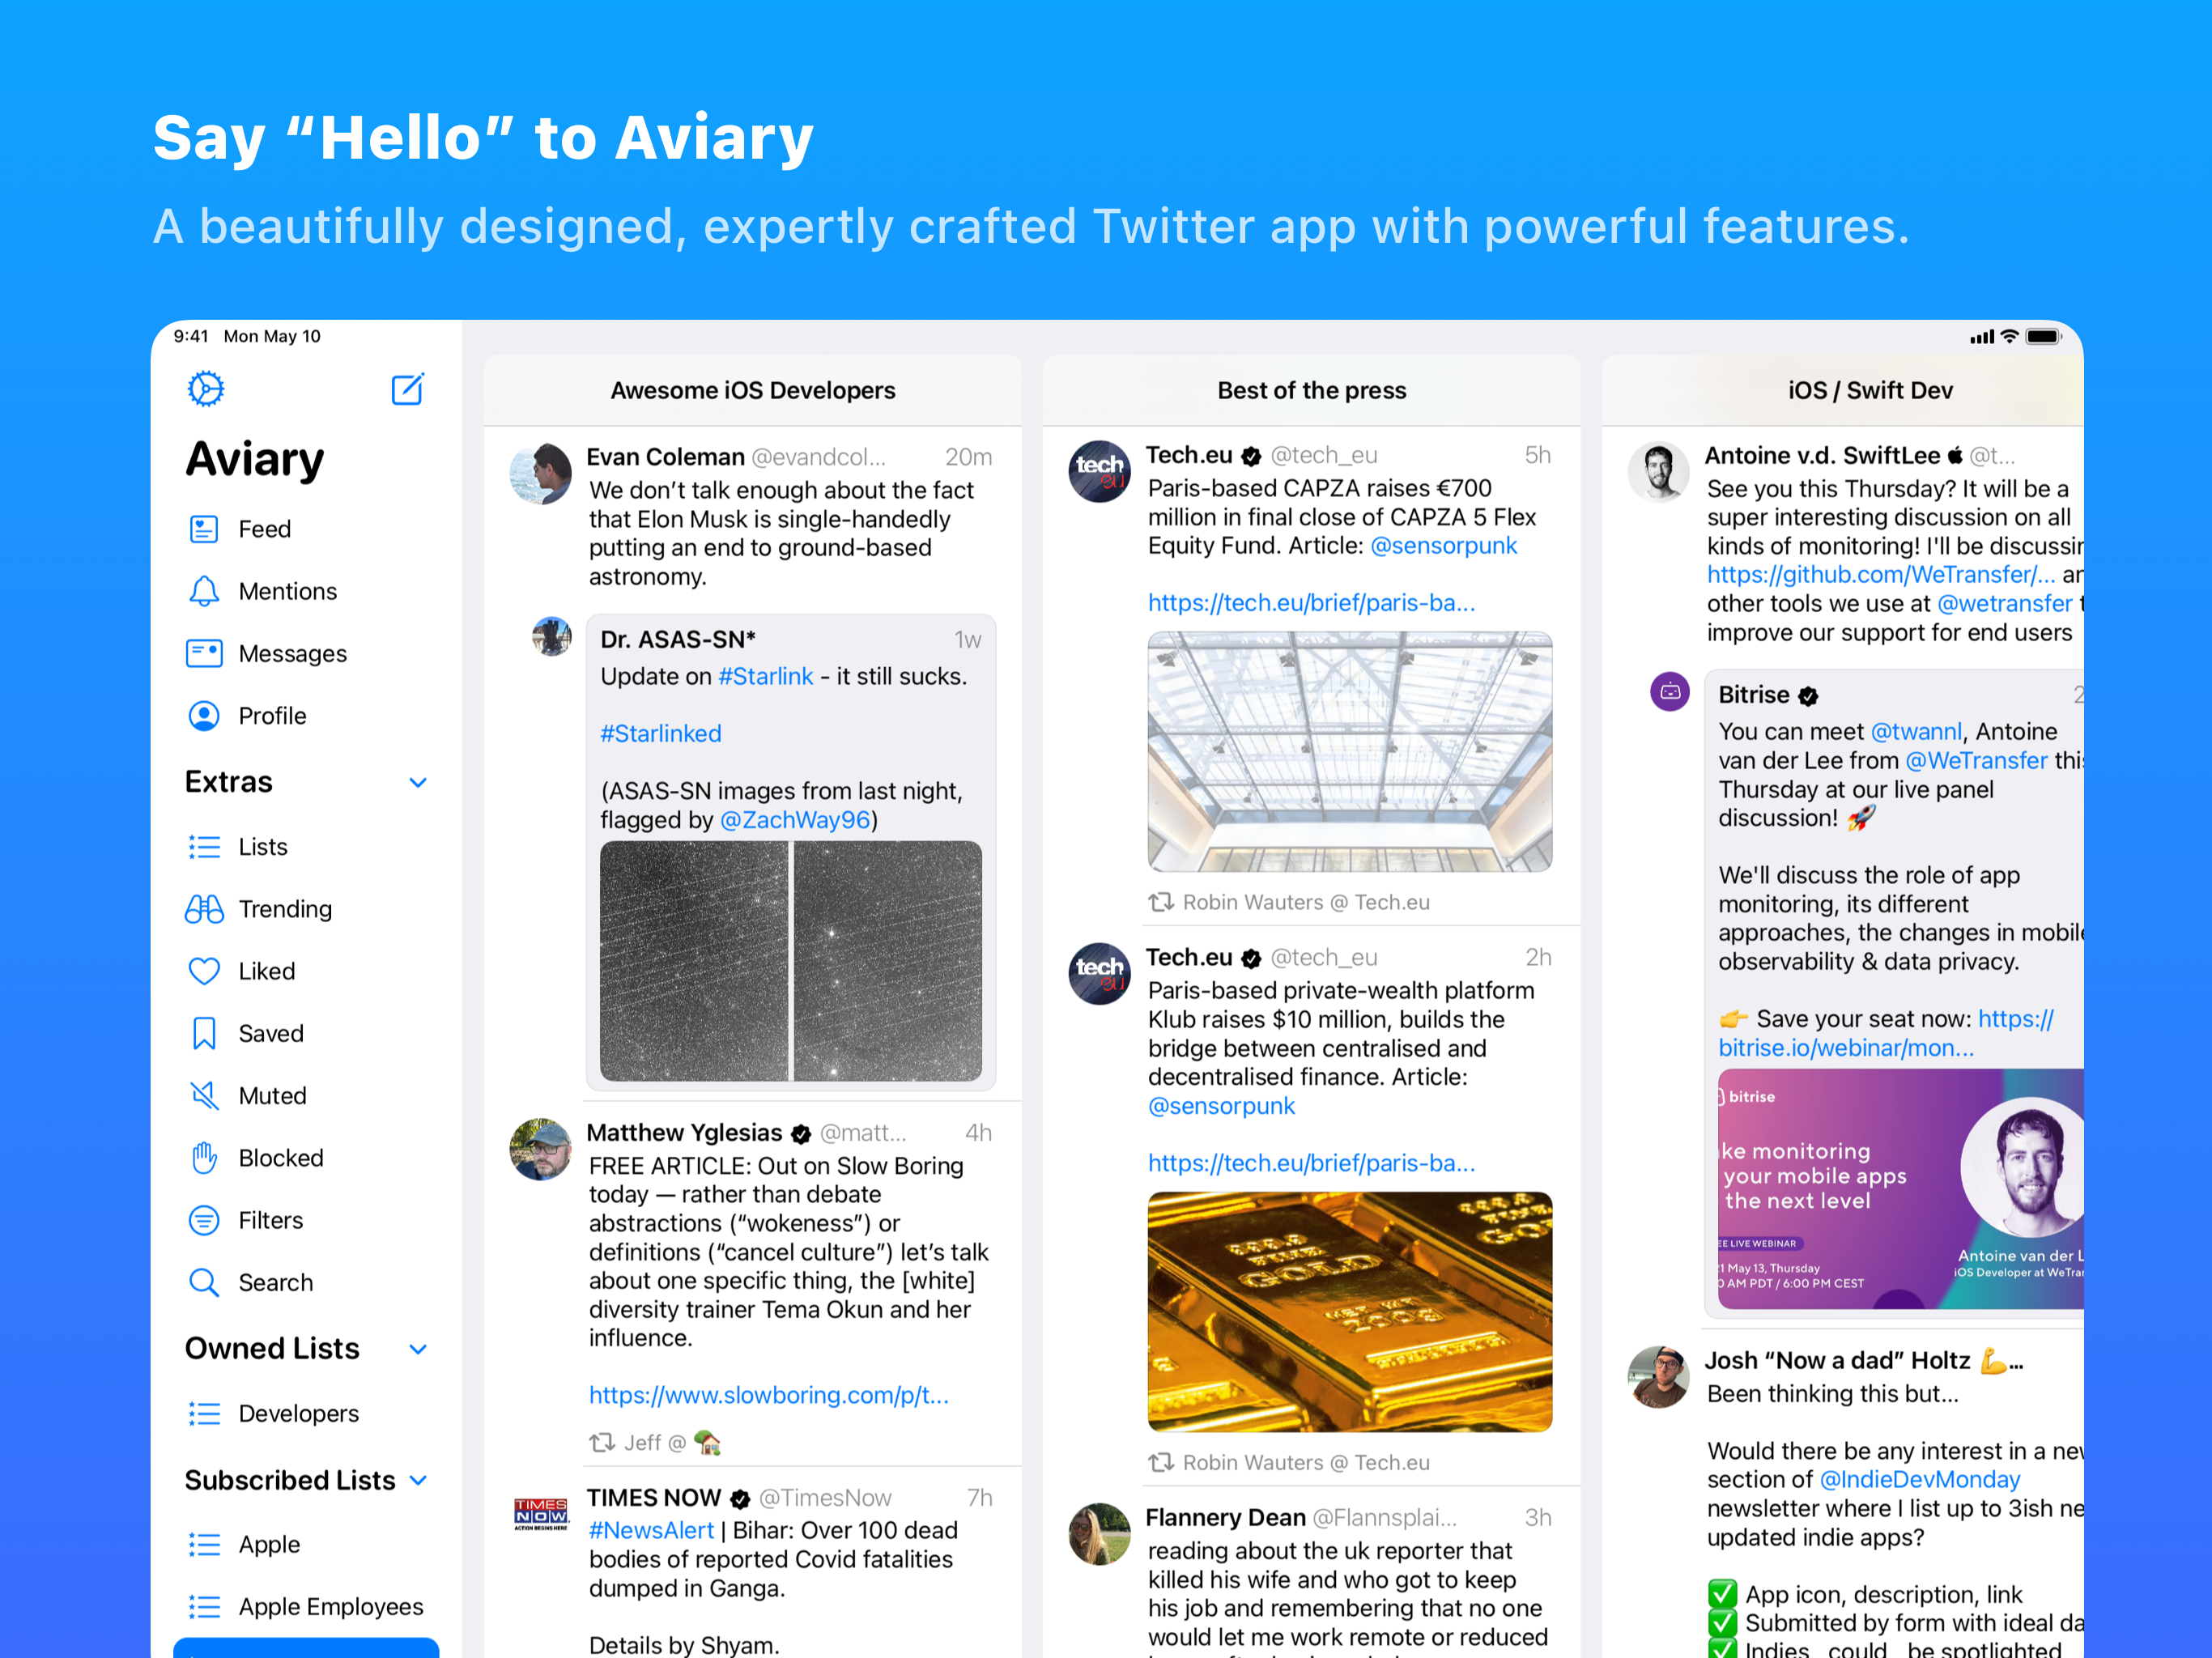 Say “Hello” to Aviary
A beautifully designed, expertly crafted Twitter app with powerful features.
9:41 Mon May 10
Aviary
Feed
Mentions
Messages
Profile
Extras
Lists
Trending
Liked
Saved
Muted
Blocked
Filters
Search
Owned Lists
Developers
Subscribed Lists
Apple
Apple Employees
Awesome iOS Developers
Evan Coleman @evandcol... 20m
We don’t talk enough about the fact
that Elon Musk is single-handedly
putting an end to ground-based
astronomy.
Dr. ASAS-SN* 1w
Update on #Starlink - it still sucks.
#Starlinked
(ASAS-SN images from last night,
flagged by @ZachWay96)
Matthew Yglesias @matt... 4h
FREE ARTICLE: Out on Slow Boring
today — rather than debate
abstractions (“wokeness”) or
definitions (“cancel culture”) let’s talk
about one specific thing, the [white]
diversity trainer Tema Okun and her
influence.
https://www.slowboring.com/p/t...
Jeff @ 🏡
TIMES NOW @TimesNow 7h
TIMES
NOW
ACTION BEGINS HERE
#NewsAlert | Bihar: Over 100 dead
bodies of reported Covid fatalities
dumped in Ganga.
Details by Shyam.
Best of the press
tech
eu
Tech.eu @tech_eu 5h
Paris-based CAPZA raises €700
million in final close of CAPZA 5 Flex
Equity Fund. Article: @sensorpunk
https://tech.eu/brief/paris-ba...
Robin Wauters @ Tech.eu
tech
eu
Tech.eu @tech_eu 2h
Paris-based private-wealth platform
Klub raises $10 million, builds the
bridge between centralised and
decentralised finance. Article:
@sensorpunk
https://tech.eu/brief/paris-ba...
FINE
GOLD
Robin Wauters @ Tech.eu
Flannery Dean @Flannsplai... 3h
reading about the uk reporter that
killed his wife and who got to keep
his job and remembering that no one
would let me work remote or reduced
iOS / Swift Dev
Antoine v.d. SwiftLee @t...
See you this Thursday? It will be a
super interesting discussion on all
kinds of monitoring! I'll be discussin
https://github.com/WeTransfer/... an
other tools we use at @wetransfer t
improve our support for end users
Bitrise 2
You can meet @twannl, Antoine
van der Lee from @WeTransfer this
Thursday at our live panel
discussion! 🚀
We'll discuss the role of app
monitoring, its different
approaches, the changes in mobile
observability & data privacy.
👉 Save your seat now: https://
bitrise.io/webinar/mon...
bitrise
ke monitoring
your mobile apps
the next level
EE LIVE WEBINAR
1 May 13, Thursday
0 AM PDT / 6:00 PM CEST
Antoine van der L
iOS Developer at WeTran
Josh “Now a dad” Holtz 💪...
Been thinking this but...
Would there be any interest in a new
section of @IndieDevMonday
newsletter where I list up to 3ish ne
updated indie apps?
✅ App icon, description, link
✅ Submitted by form with ideal da
✅ Indies _could_ be spotlighted